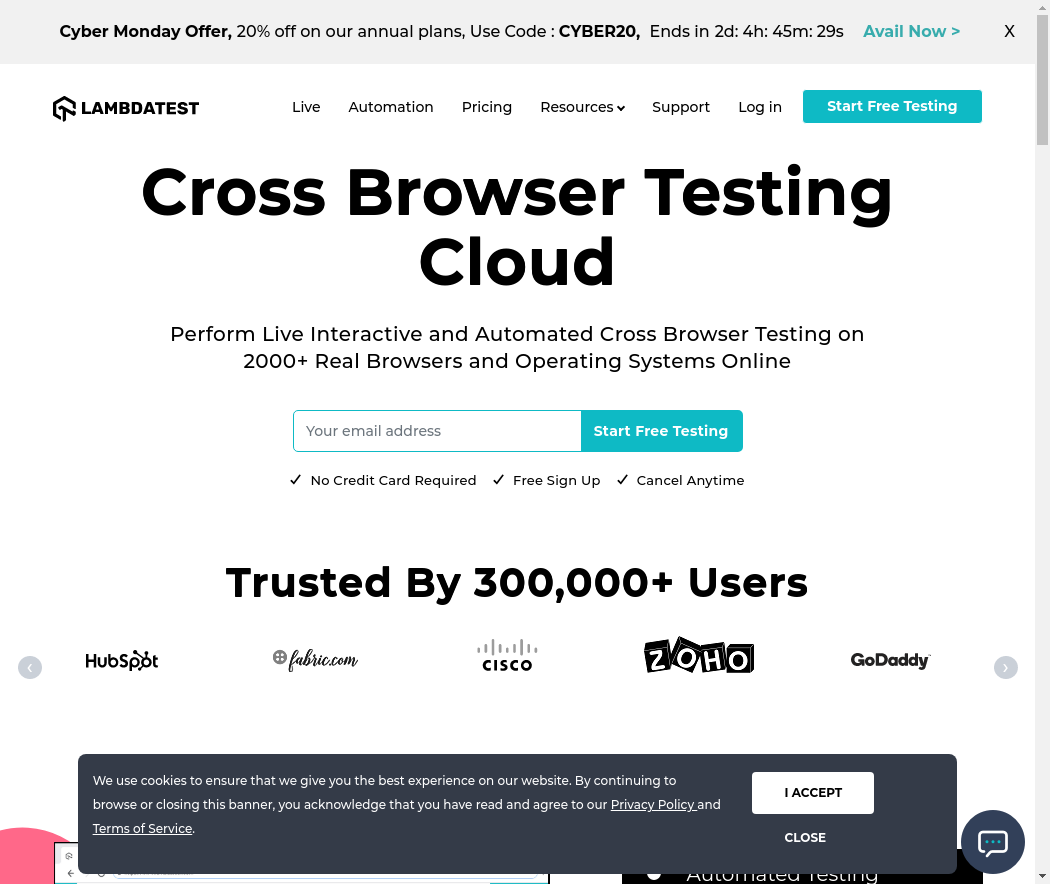 Cyber Monday Offer, 20% off on our annual plans, Use Code : CYBER20, Ends in 2d: 4h: 45m: 29s Avail Now > X
LAMBDATEST Live Automation Pricing Resources Support Log in Start Free Testing
Cross Browser Testing
Cloud
Perform Live Interactive and Automated Cross Browser Testing on
2000+ Real Browsers and Operating Systems Online
Your email address Start Free Testing
✓ No Credit Card Required ✓ Free Sign Up ✓ Cancel Anytime
Trusted By 300,000+ Users
HubSpot fabric.com CISCO ZOHO GoDaddy
We use cookies to ensure that we give you the best experience on our website. By continuing to
browse or closing this banner, you acknowledge that you have read and agree to our Privacy Policy and
Terms of Service.
I ACCEPT
CLOSE
Automated Testing